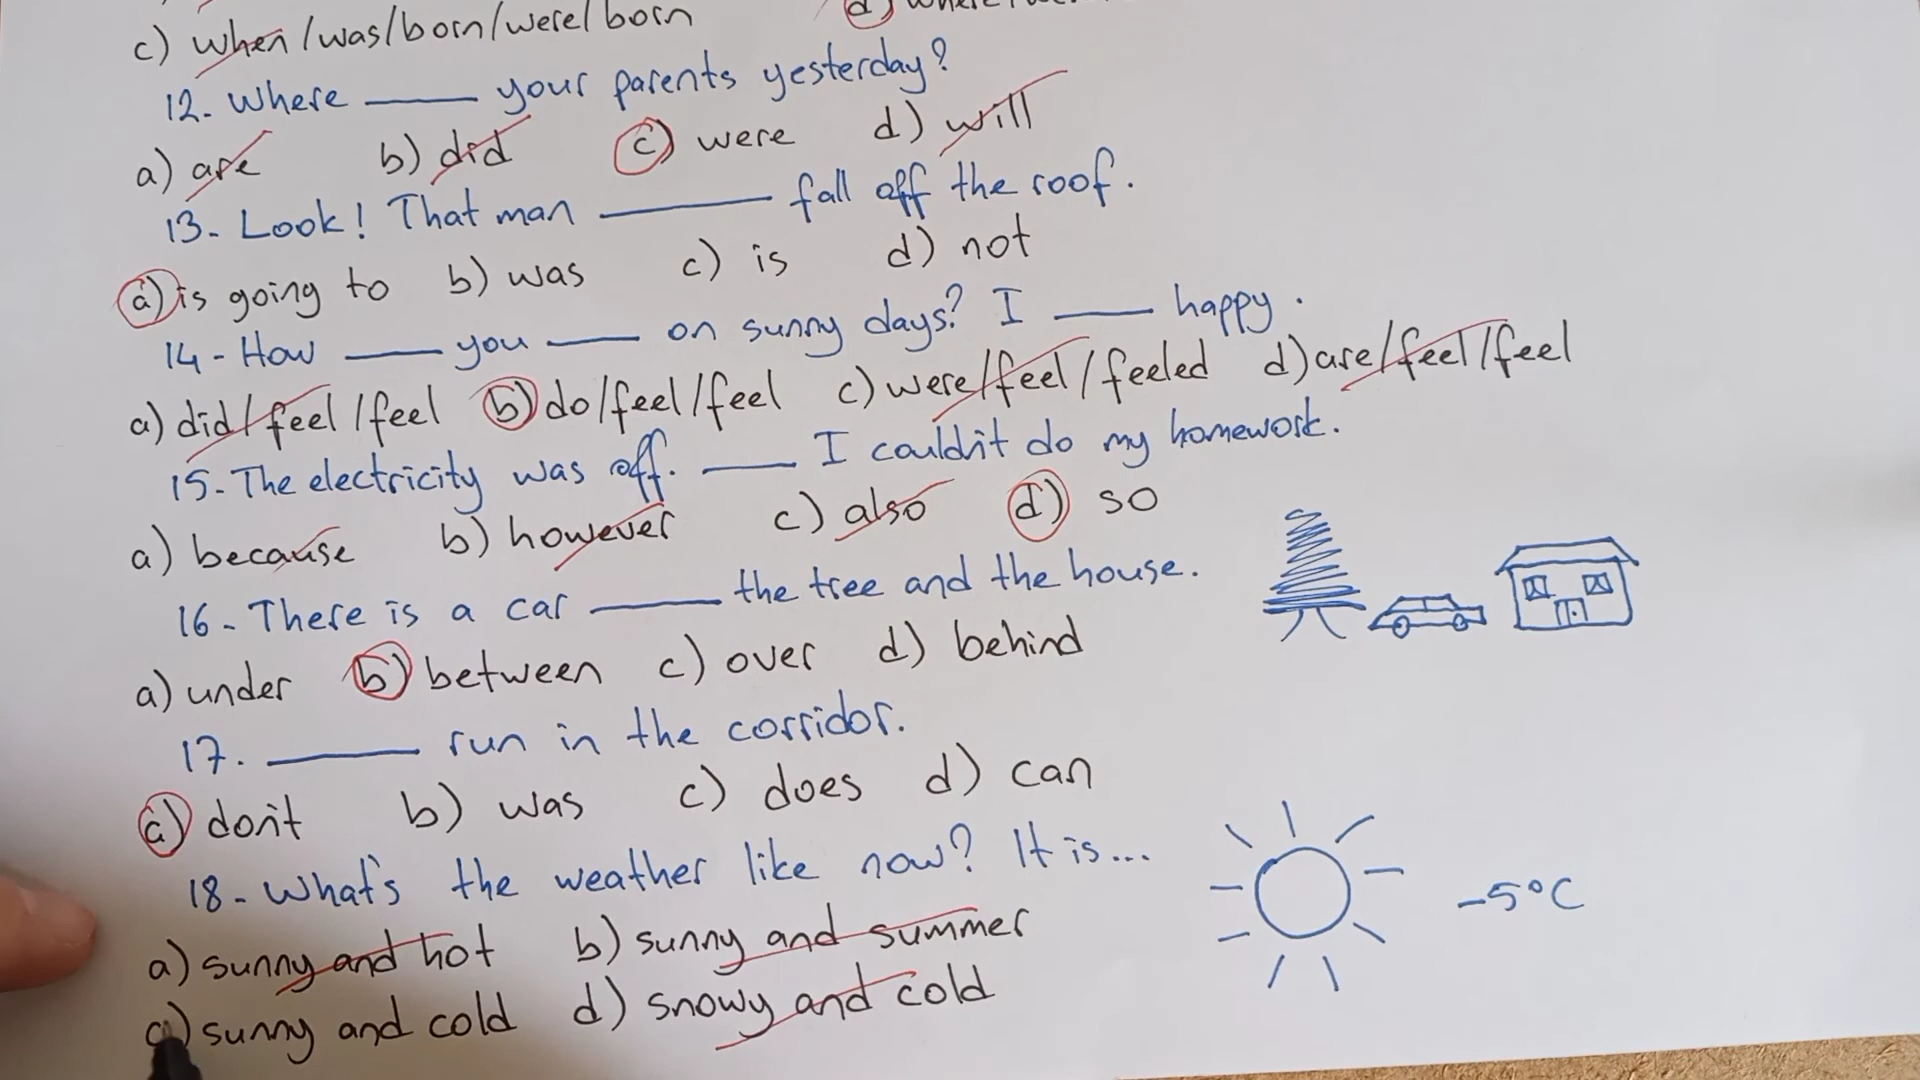 c) when/was/born/were/born d)
12. Where ____ your parents yesterday?
a) are b) did c) were d) will
13- Look! That man ____ fall off the roof.
a) is going to b) was c) is d) not
14- How ____ you ____ on sunny days? I ____ happy.
a) did/feel/feel b) do/feel/feel c) were/feel/feeled d) are/feel/feel
15- The electricity was off. ____ I couldn't do my homework.
a) because b) however c) also d) so
16- There is a car ____ the tree and the house.
a) under b) between c) over d) behind
17. ____ run in the corridor.
a) don't b) was c) does d) can
18- What's the weather like now? It is...
-5°C
a) sunny and hot b) sunny and summer
c) sunny and cold d) snowy and cold